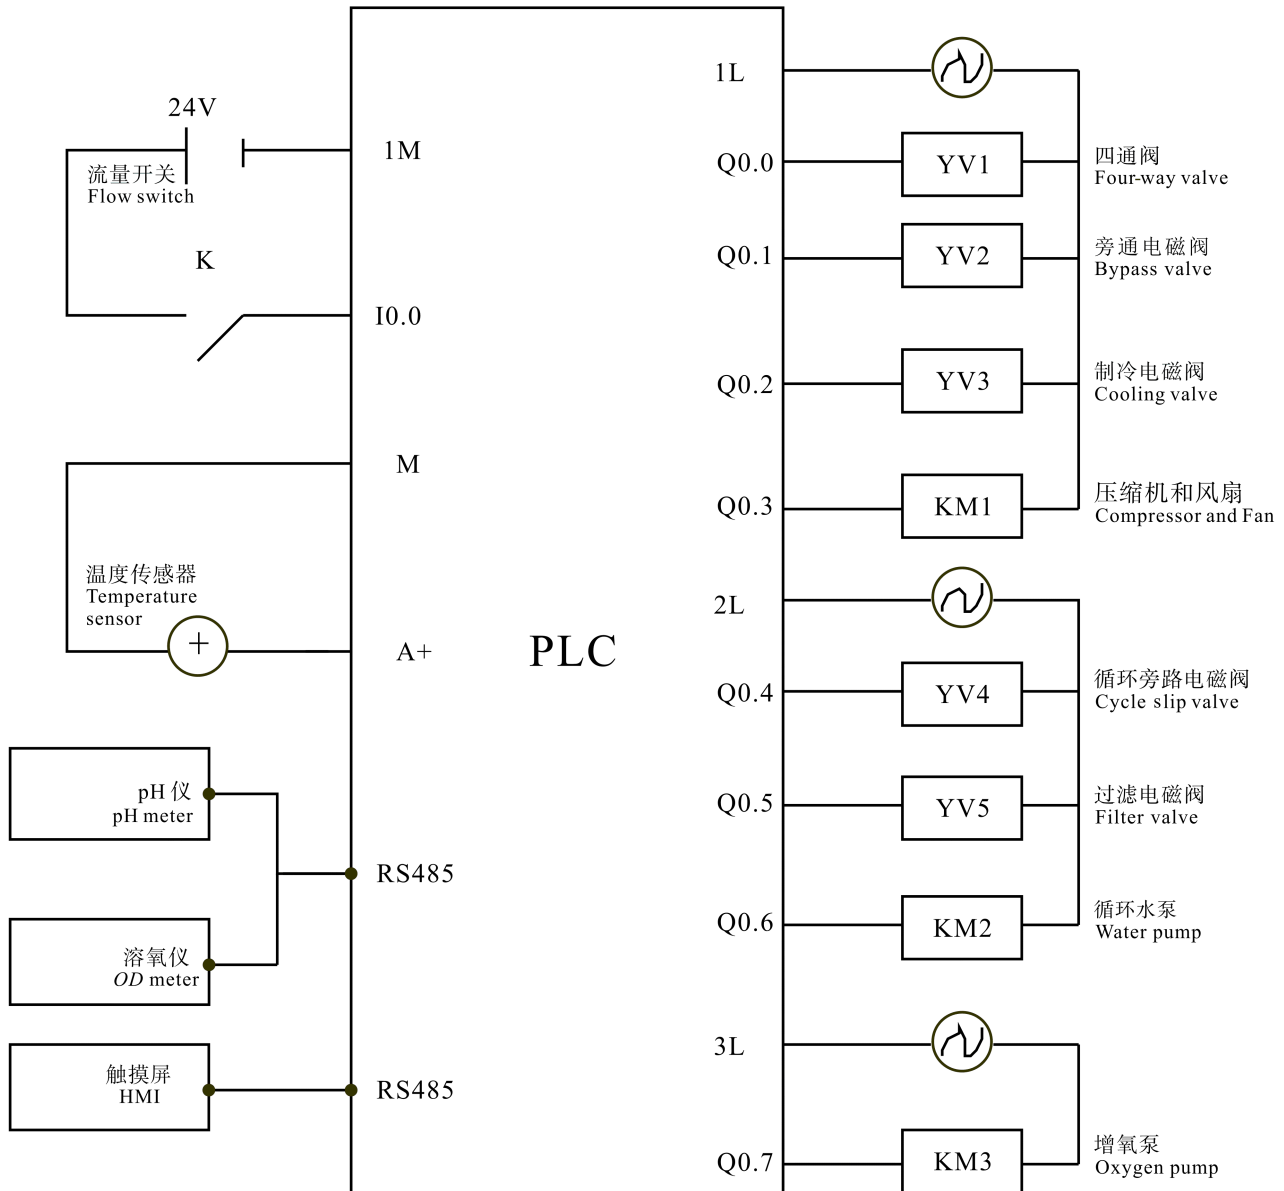 24V
流量开关
Flow switch
1M
K
I0.0
M
温度传感器
Temperature
sensor
A+
pH 仪
pH meter
RS485
溶氧仪
OD meter
触摸屏
HMI
RS485
PLC
1L
Q0.0
YV1
四通阀
Four-way valve
Q0.1
YV2
旁通电磁阀
Bypass valve
Q0.2
YV3
制冷电磁阀
Cooling valve
Q0.3
KM1
压缩机和风扇
Compressor and Fan
2L
Q0.4
YV4
循环旁路电磁阀
Cycle slip valve
Q0.5
YV5
过滤电磁阀
Filter valve
Q0.6
KM2
循环水泵
Water pump
3L
Q0.7
KM3
增氧泵
Oxygen pump